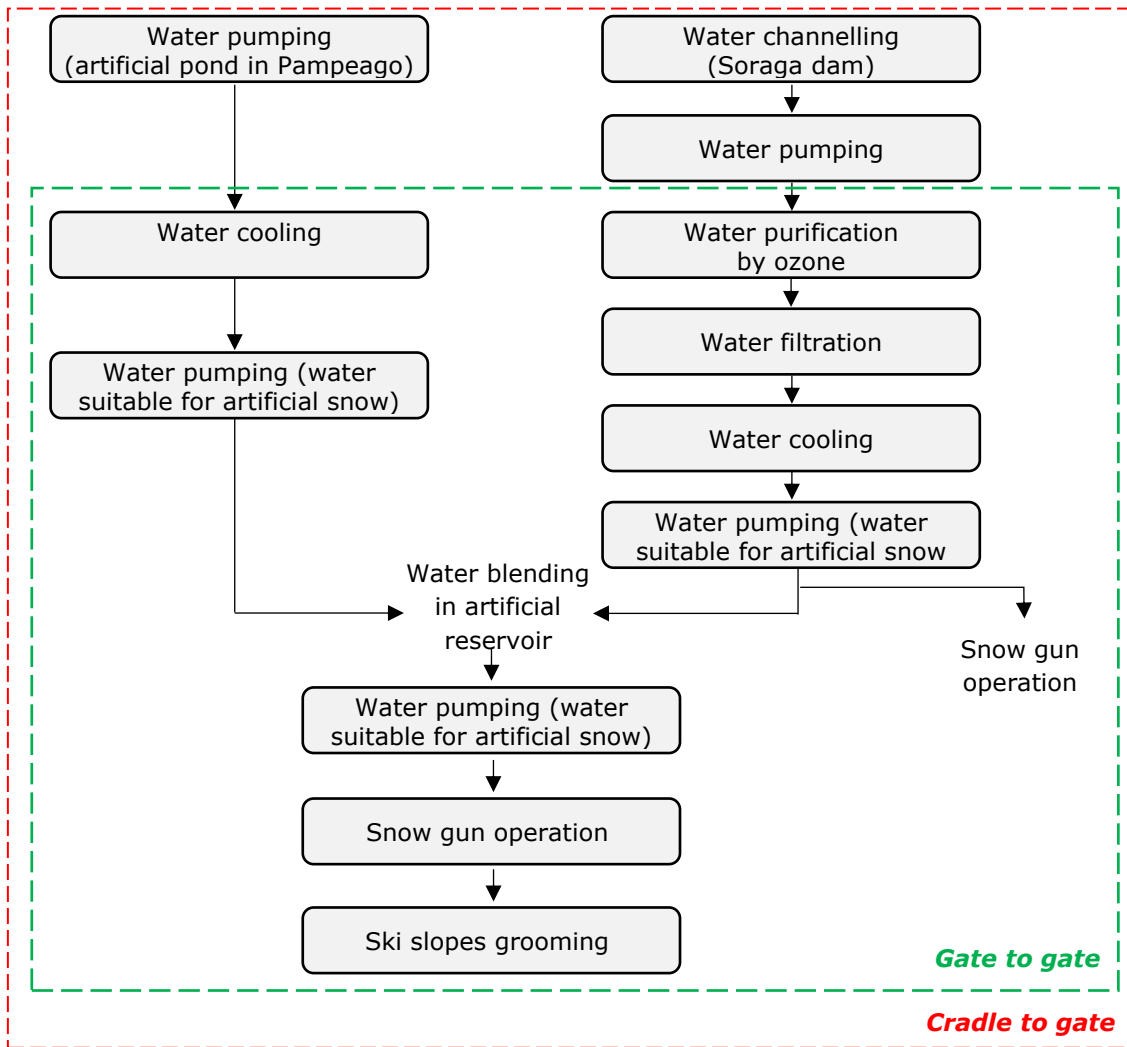 Water pumping
(artificial pond in Pampeago)
Water channelling
(Soraga dam)
Water pumping
Water cooling
Water purification
by ozone
Water filtration
Water pumping (water
suitable for artificial snow)
Water cooling
Water pumping (water
suitable for artificial snow
Water blending
in artificial
reservoir
Snow gun
operation
Water pumping (water
suitable for artificial snow)
Snow gun operation
Ski slopes grooming
Gate to gate
Cradle to gate